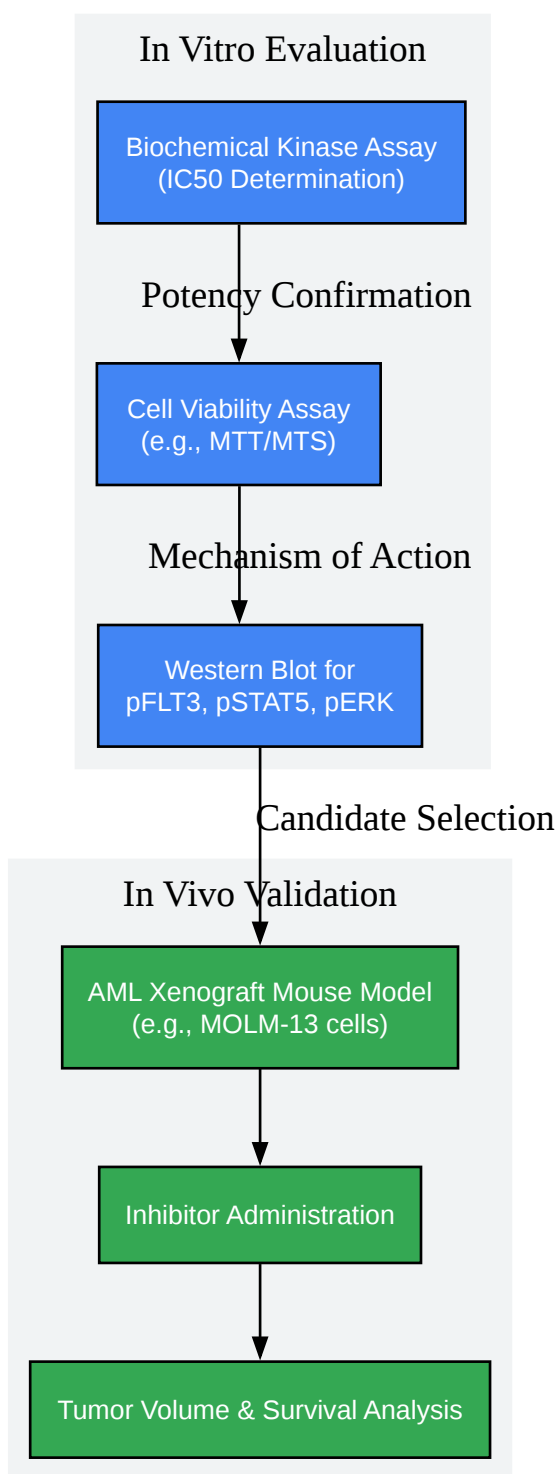 In Vitro Evaluation
Biochemical Kinase Assay
(IC50 Determination)
Potency Confirmation
Cell Viability Assay
(e.g., MTT/MTS)
Mechanism of Action
Western Blot for
pFLT3, pSTAT5, pERK
Candidate Selection
In Vivo Validation
AML Xenograft Mouse Model
(e.g., MOLM-13 cells)
Inhibitor Administration
Tumor Volume & Survival Analysis